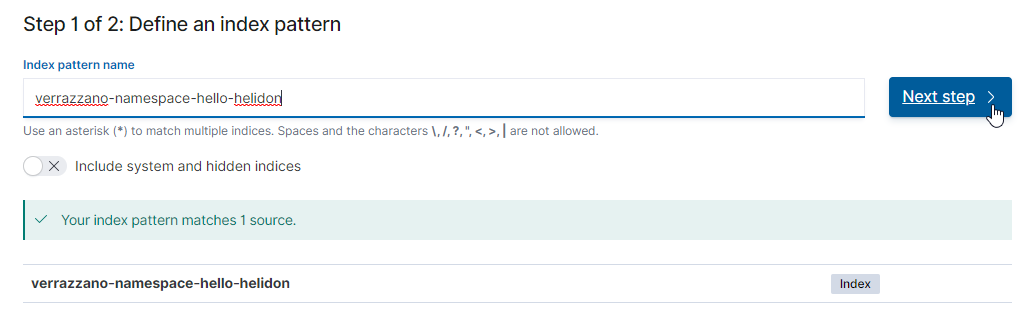 Step 1 of 2: Define an index pattern
Index pattern name
verrazzano-namespace-hello-helidon
Next step
Use an asterisk (*) to match multiple indices. Spaces and the characters \, /, ?, ", <, >, | are not allowed.
Include system and hidden indices
Your index pattern matches 1 source.
verrazzano-namespace-hello-helidon Index